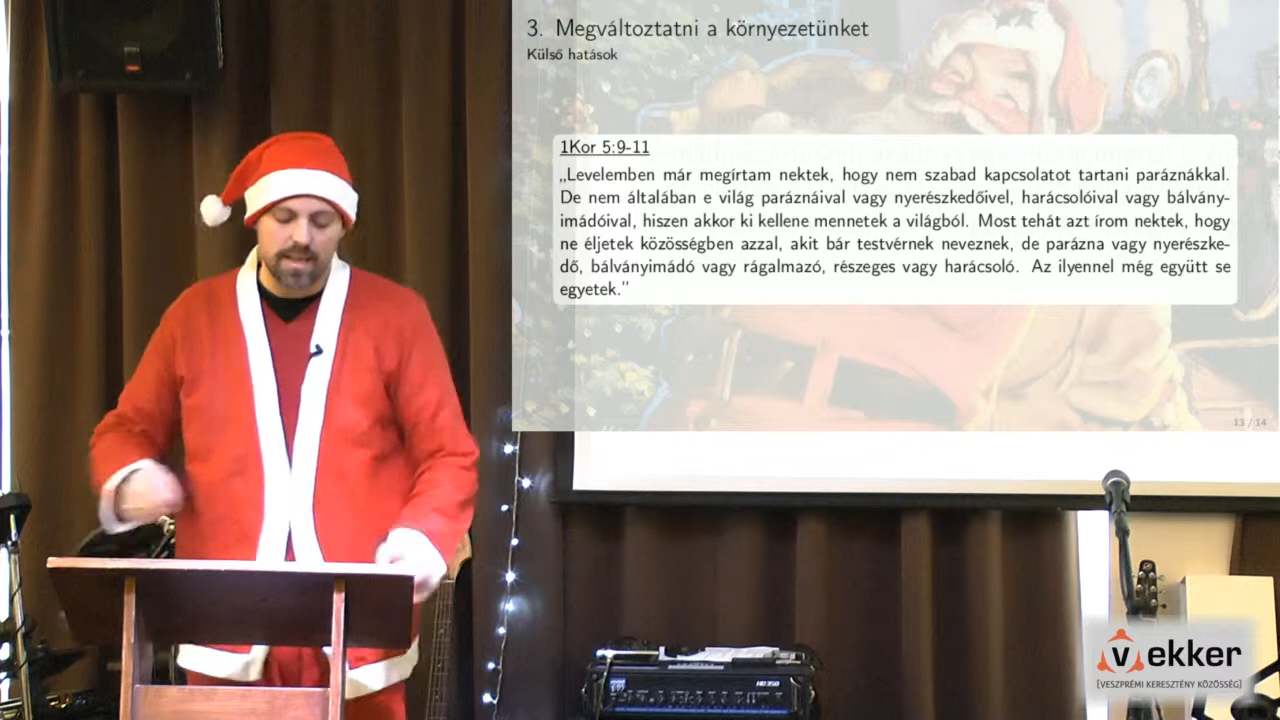 3. Megváltoztatni a környezetünket
Külső hatások
1Kor 5:9-11
„Levelemben már megírtam nektek, hogy nem szabad kapcsolatot tartani paráznákkal.
De nem általában e világ paráznáival vagy nyerészkedőivel, harácsolóival vagy bálvány-
imádóival, hiszen akkor ki kellene mennetek a világból. Most tehát azt írom nektek, hogy
ne éljetek közösségben azzal, akit bár testvérnek neveznek, de parázna vagy nyerészke-
dő, bálványimádó vagy rágalmazó, részeges vagy harácsoló. Az ilyennel még együtt se
egyetek.”
13 / 14
HD350
vekker
[VESZPRÉMI KERESZTÉNY KÖZÖSSÉG]